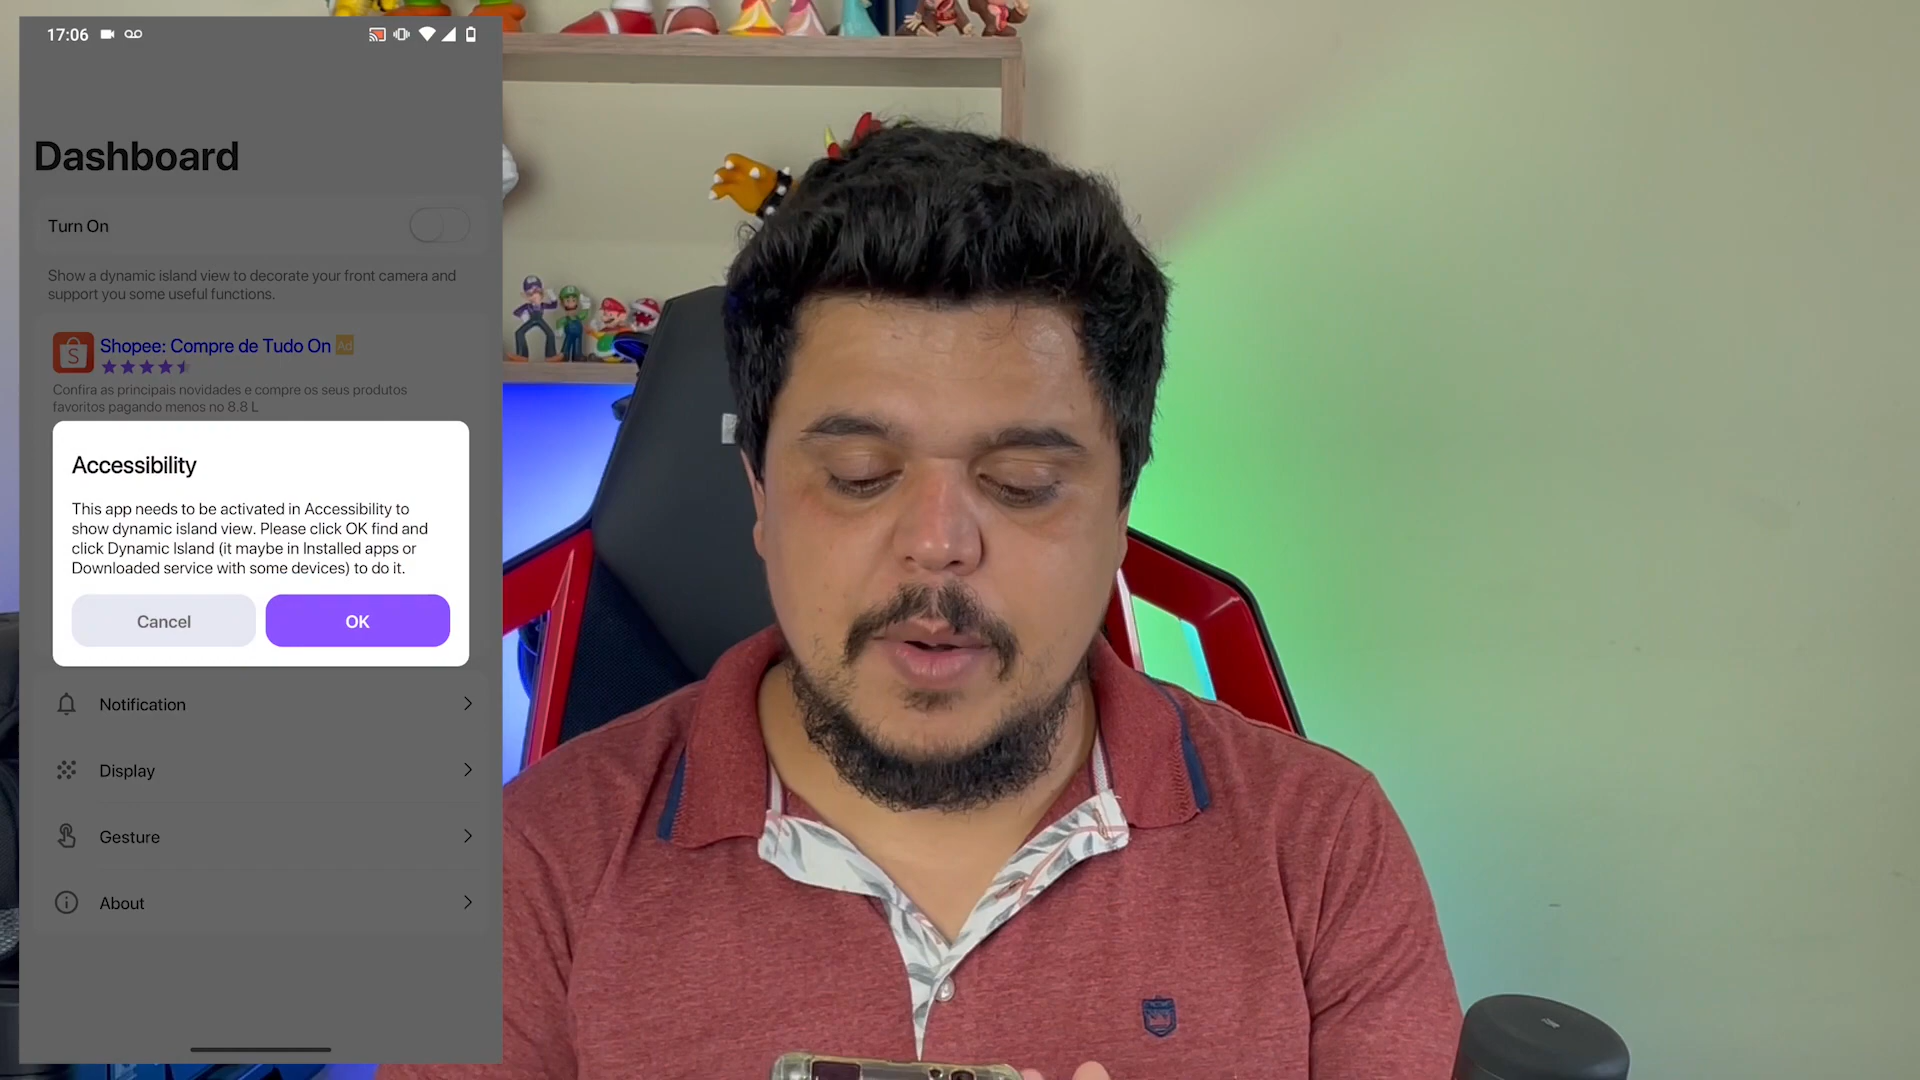 17:06
Dashboard
Turn On
Show a dynamic island view to decorate your front camera and
support you some useful functions.
S
Shopee: Compre de Tudo On Ad
Confira as principais novidades e compre os seus produtos
favoritos pagando menos no 8.8 L
Accessibility
This app needs to be activated in Accessibility to
show dynamic island view. Please click OK find and
click Dynamic Island (it maybe in Installed apps or
Downloaded service with some devices) to do it.
Cancel
OK
Notification
Display
Gesture
About